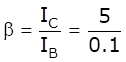 β = I_C / I_B = 5 / 0.1